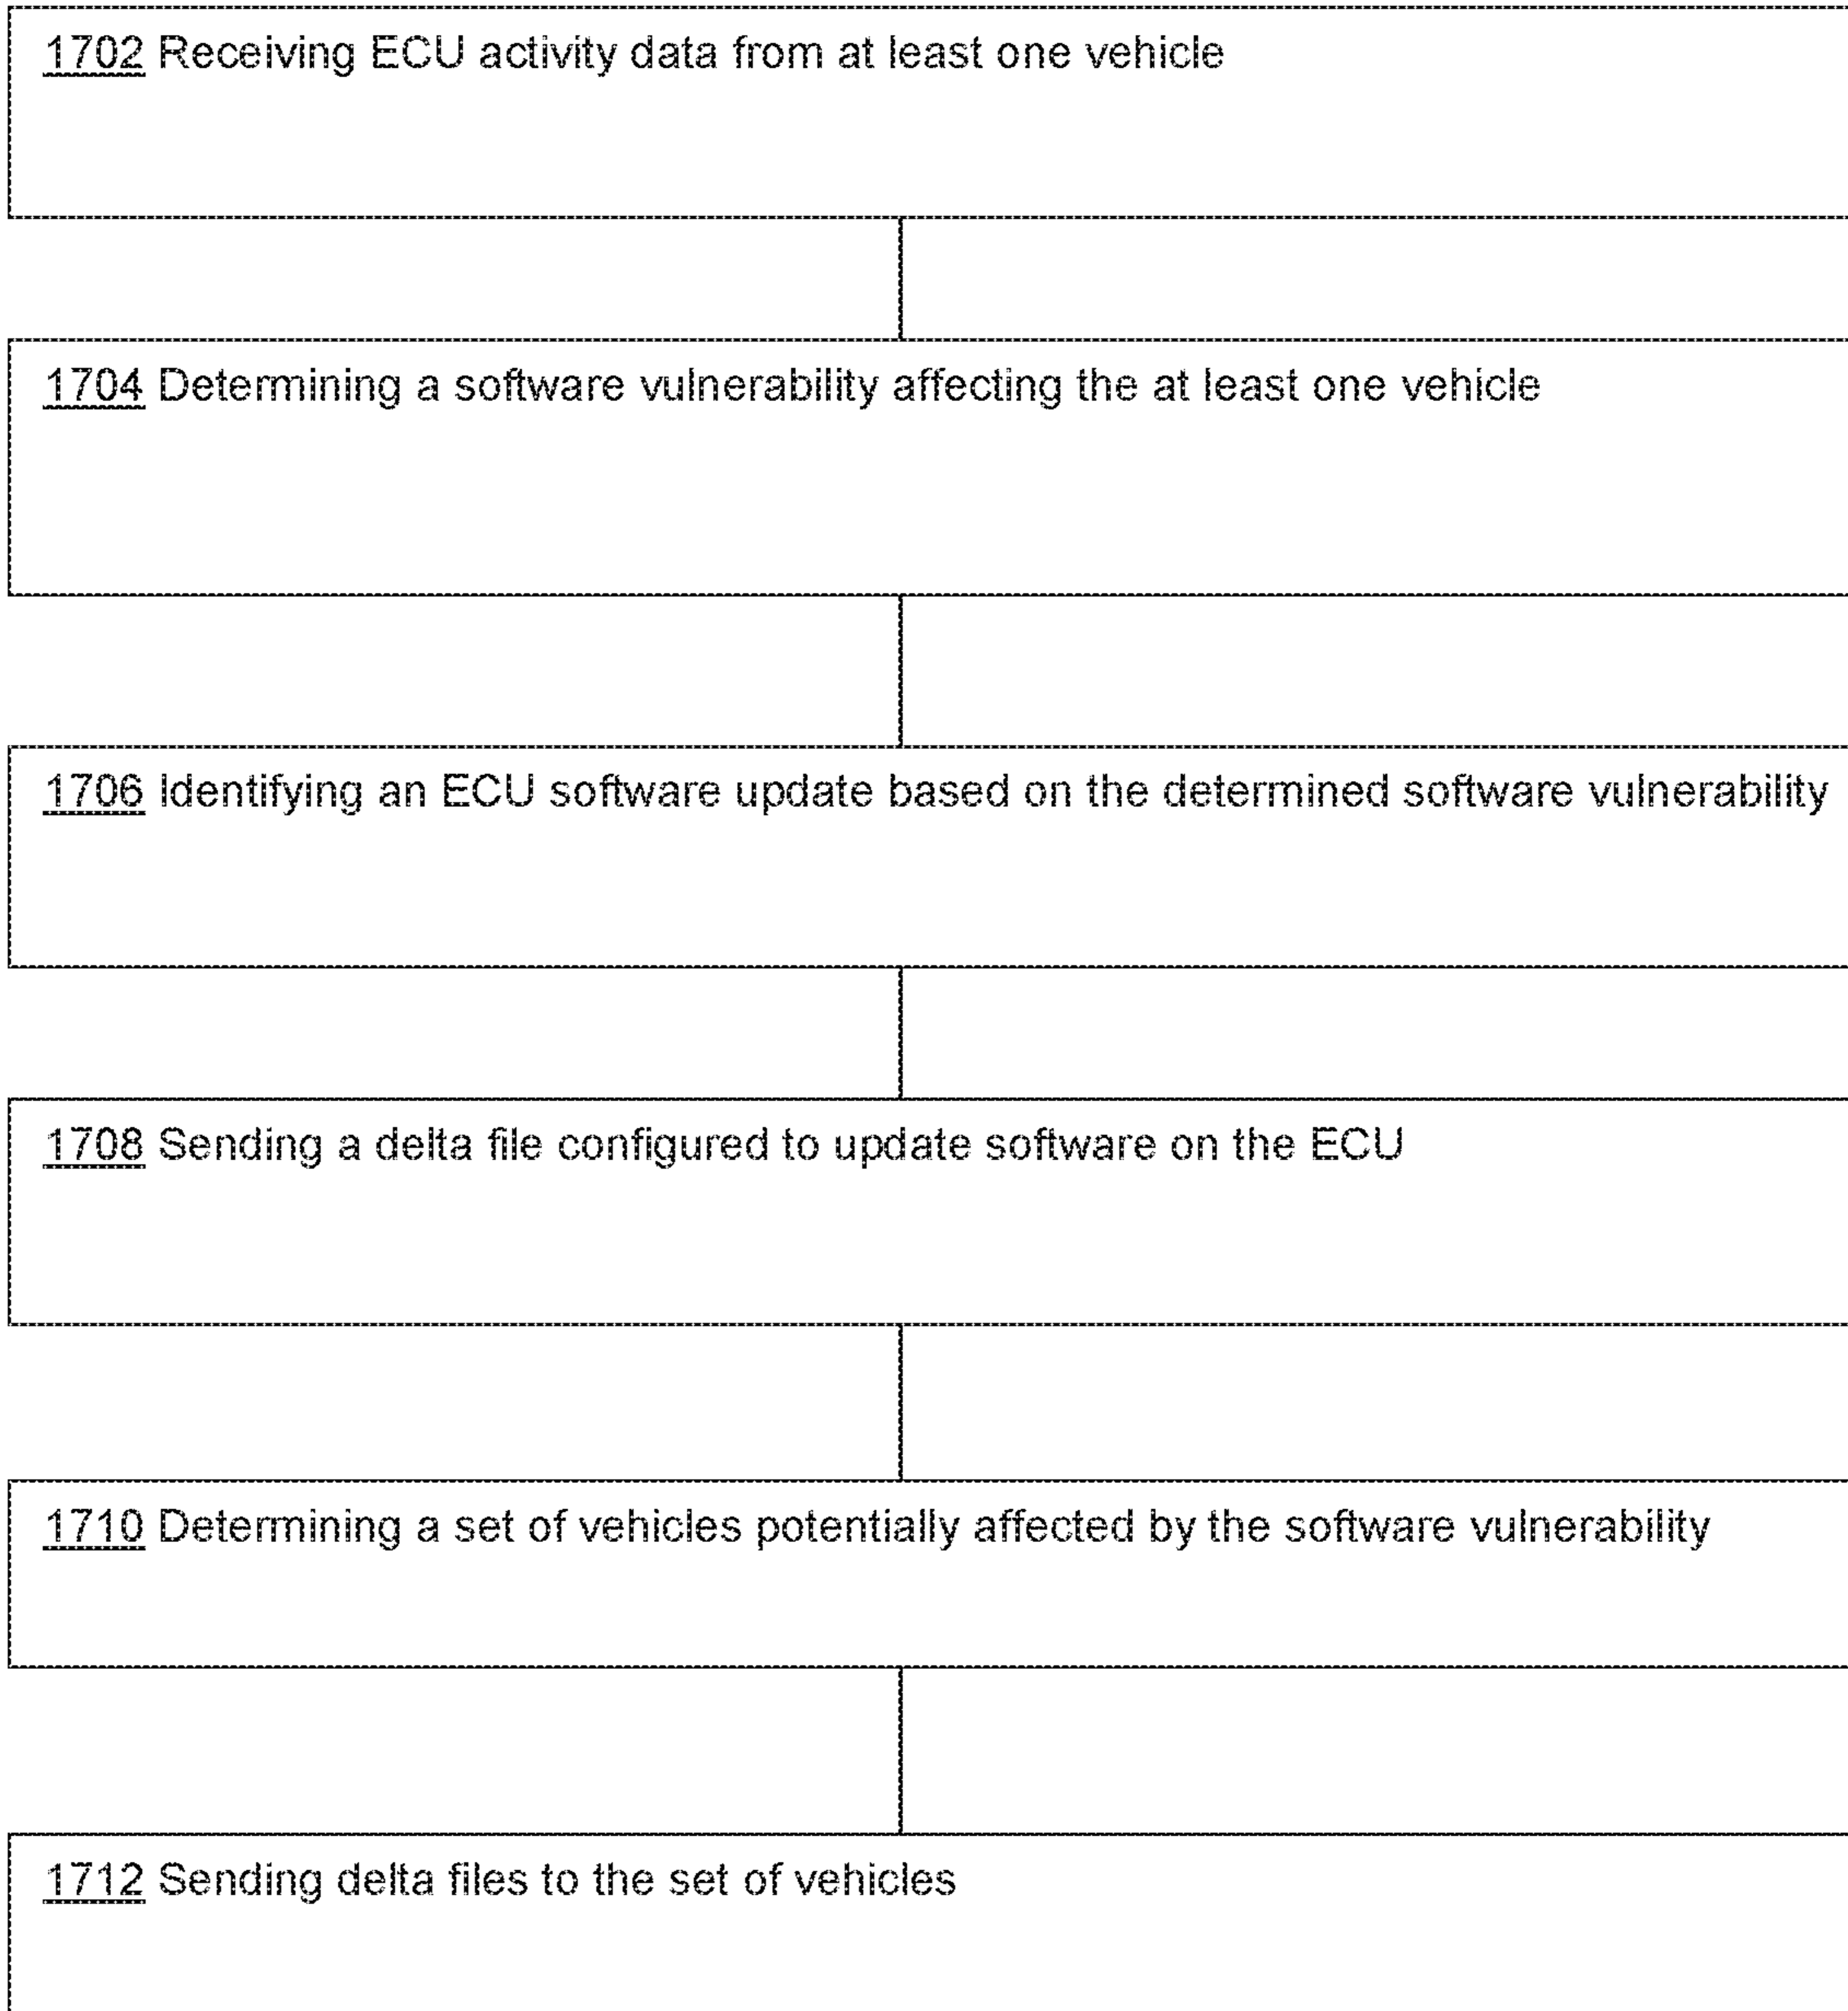 1702 Receiving ECU activity data from at least one vehicle
1704 Determining a software vulnerability affecting the at least one vehicle
1706 Identifying an ECU software update based on the determined software vulnerability
1708 Sending a delta file configured to update software on the ECU
1710 Determining a set of vehicles potentially affected by the software vulnerability
1712 Sending delta files to the set of vehicles